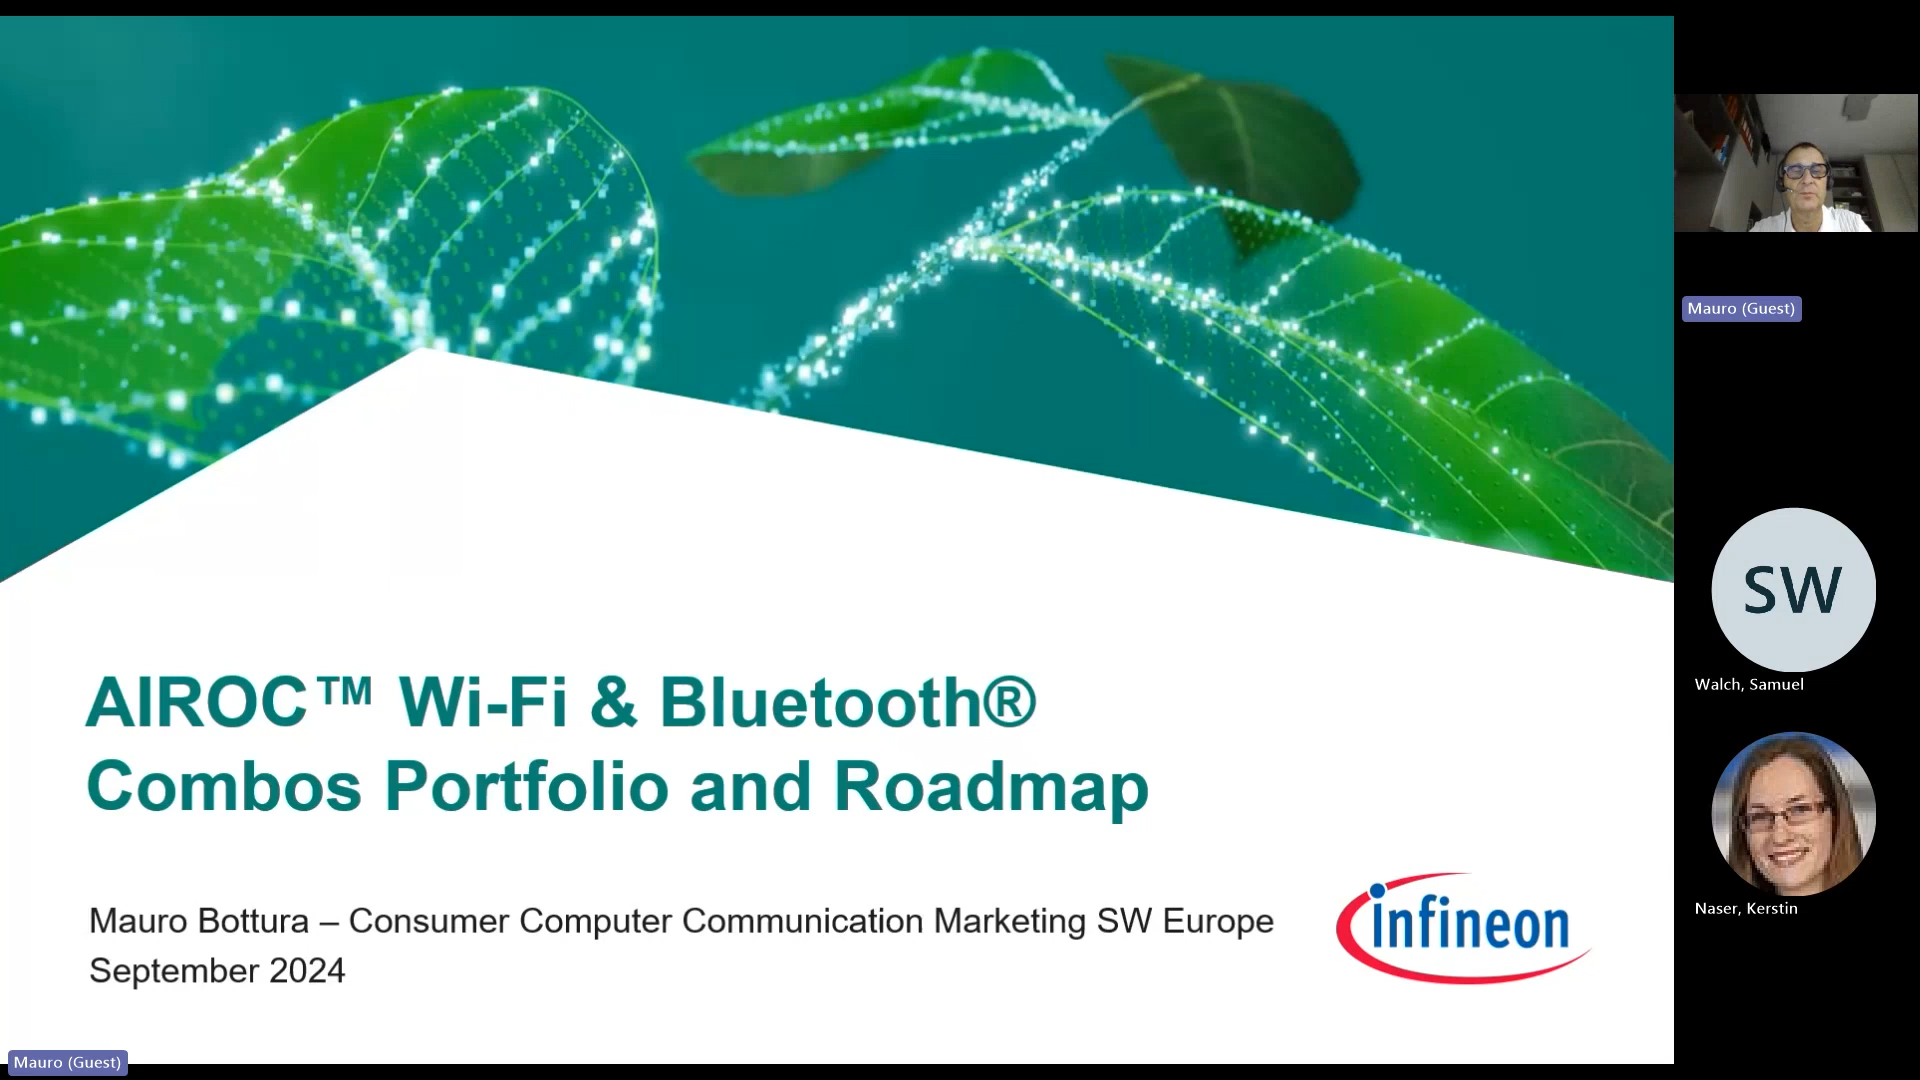 AIROC™ Wi-Fi & Bluetooth®
Combos Portfolio and Roadmap
Mauro Bottura – Consumer Computer Communication Marketing SW Europe
September 2024
infineon
Mauro (Guest)
Mauro (Guest)
SW
Walch, Samuel
Naser, Kerstin